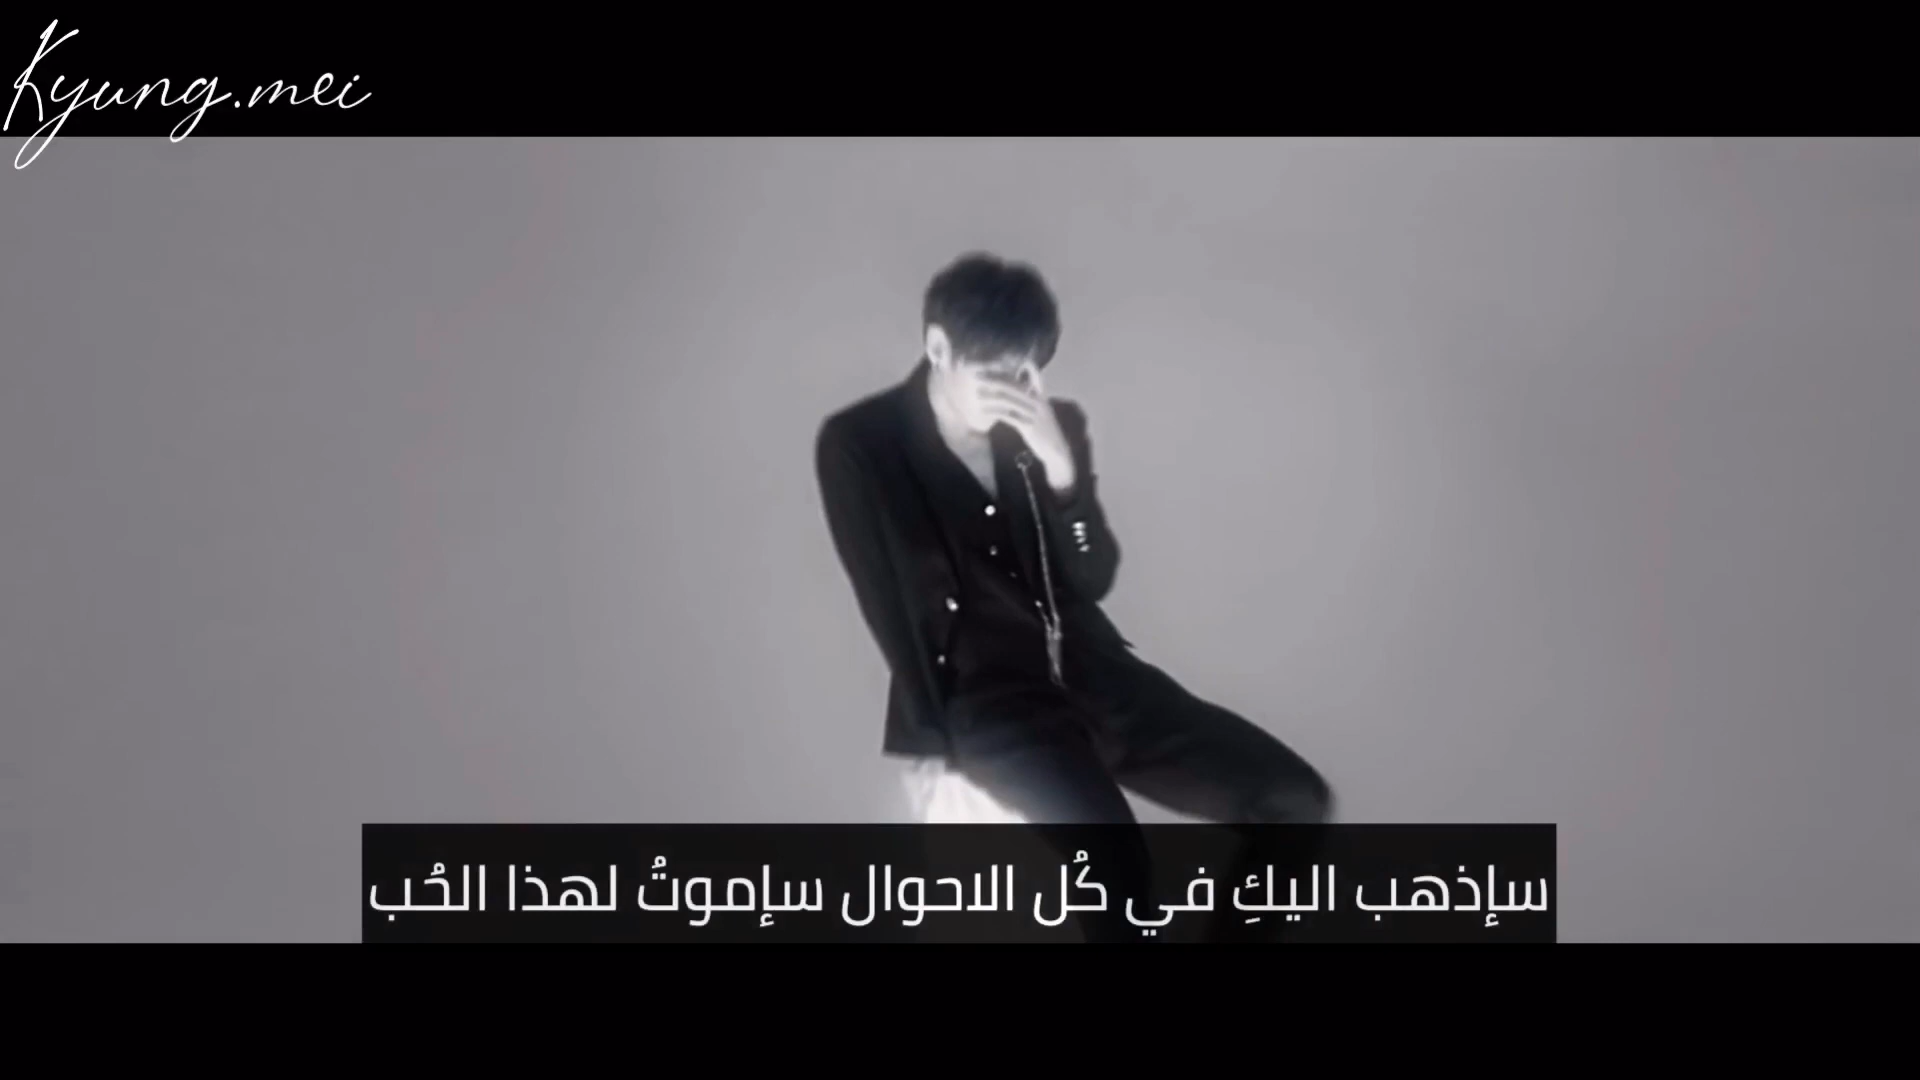 Kyung.mei
سإذهب اليكِ في كُل الاحوال سإموتُ لهذا الحُب